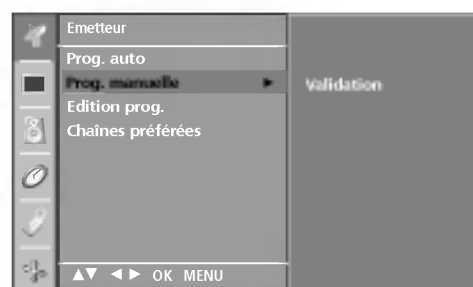 Emetteur
Prog. auto
Prog. manuelle ►
Validation
Edition prog.
Chaînes préférées
▲▼ ◄ ► OK MENU